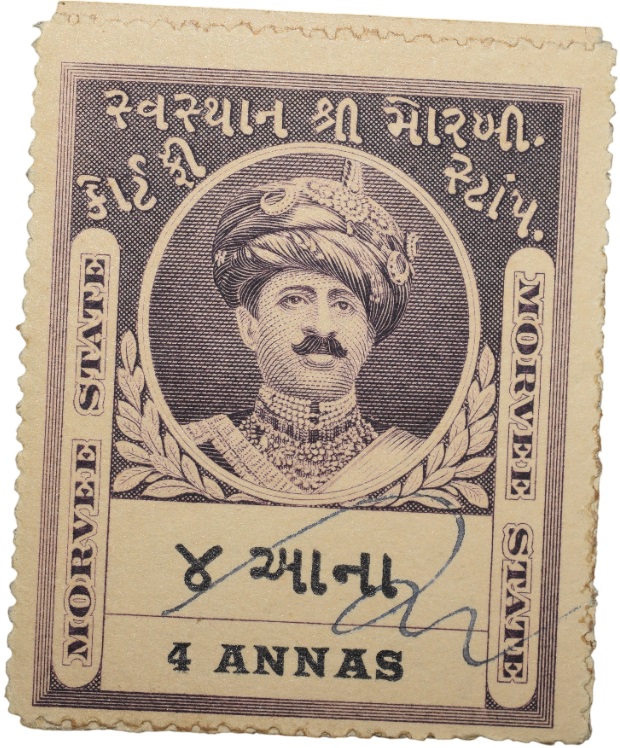 સ્વસ્થાન શ્રી મોરબી.
કોર્ટ ફી સ્ટાંપ.
MORVEE STATE
MORVEE STATE
૪ આના
4 ANNAS